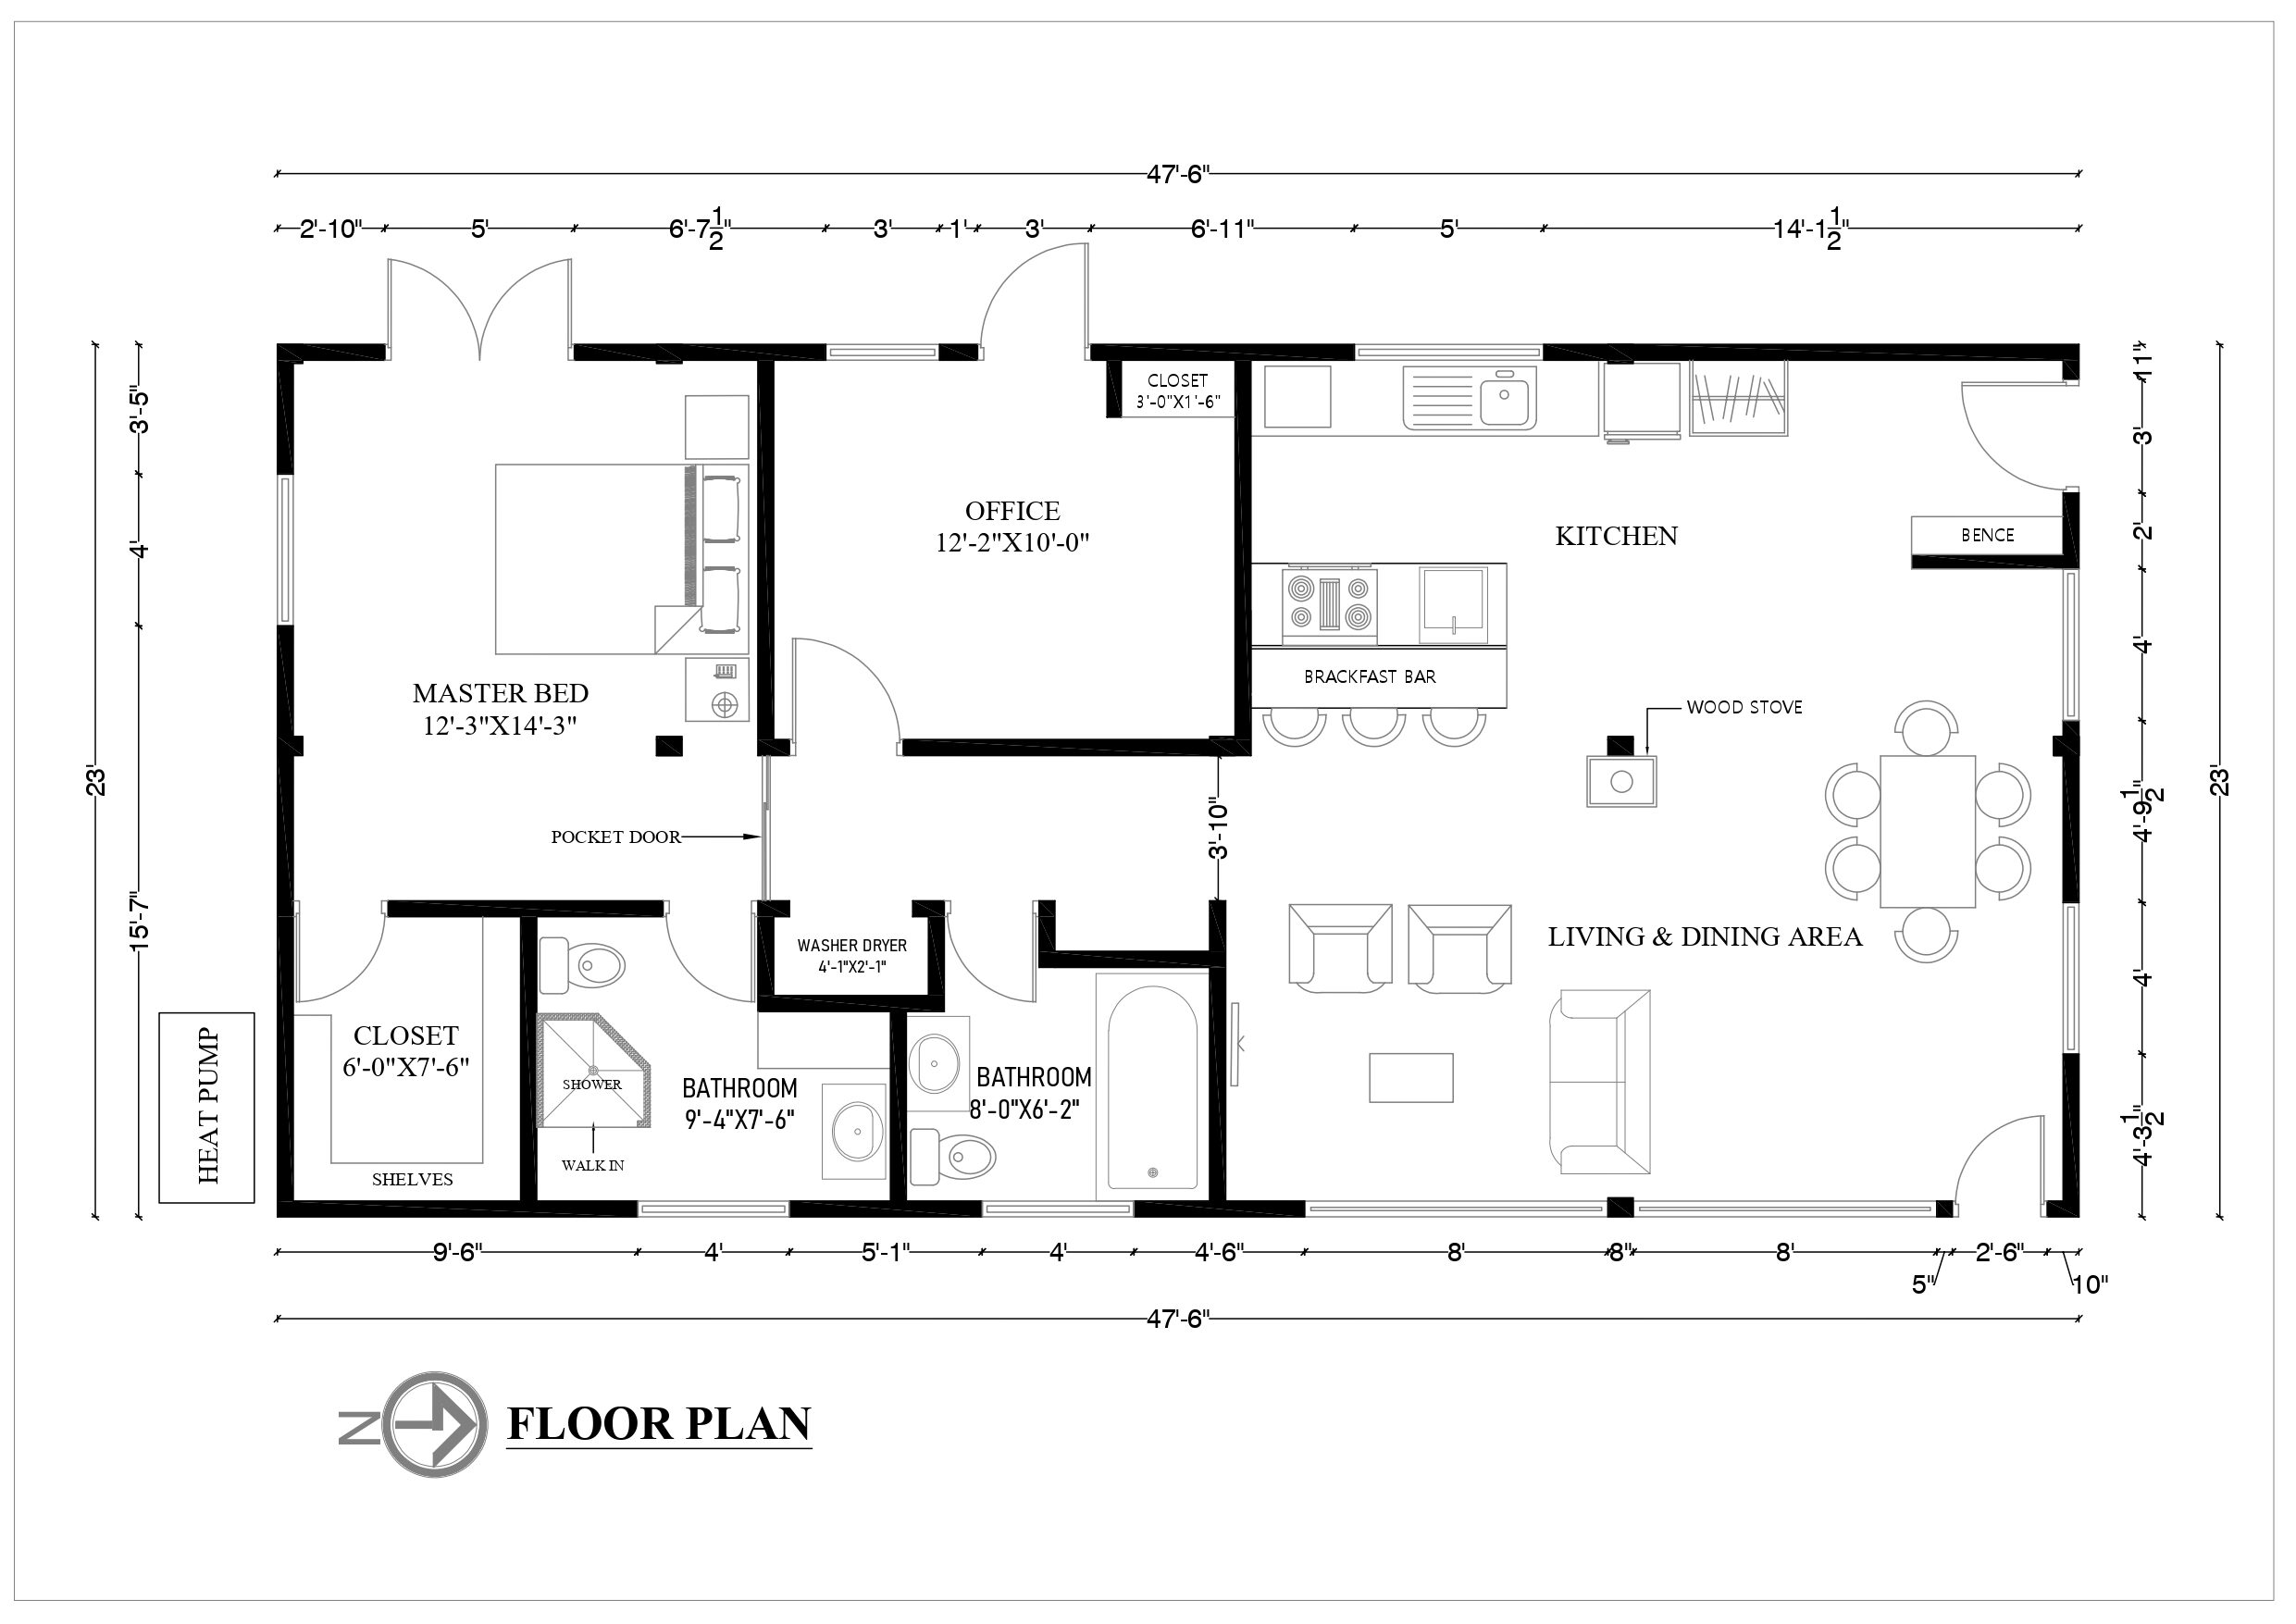 47'-6"
2'-10" 5' 6'-7 1/2" 3' 1' 3' 6'-11" 5' 14'-1 1/2"
11"
3'-5"
CLOSET
3'-0"X1'-6"
3'
OFFICE
12'-2"X10'-0"
KITCHEN
BENCE
2'
4'
4'
BRACKFAST BAR
MASTER BED
12'-3"X14'-3"
WOOD STOVE
23'
23'
4'-9 1/2"
3'-10"
POCKET DOOR
15'-7"
LIVING & DINING AREA
WASHER DRYER
4'-1"X2'-1"
4'
HEAT PUMP
CLOSET
6'-0"X7'-6"
SHOWER
BATHROOM
9'-4"X7'-6"
BATHROOM
8'-0"X6'-2"
4'-3 1/2"
WALK IN
SHELVES
9'-6" 4' 5'-1" 4' 4'-6" 8' 8" 8' 2'-6"
5" 10"
47'-6"
N
FLOOR PLAN